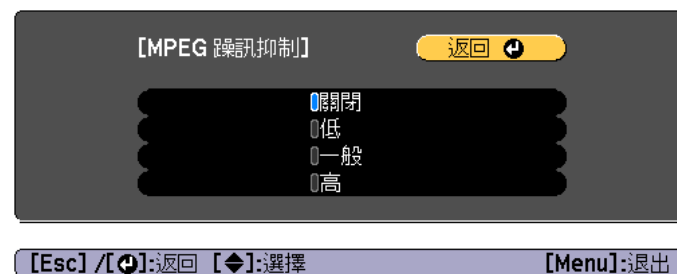 [MPEG 躁訊抑制] 返回
關閉
低
一般
高
[Esc] /[]:返回 []:選擇 [Menu]:退出